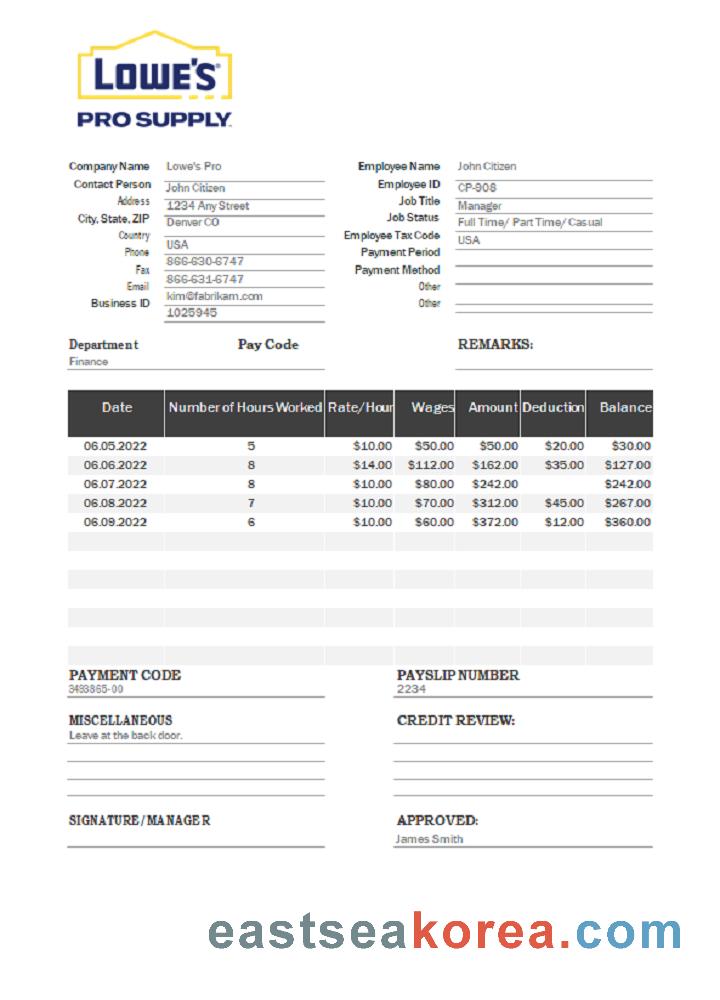 LOWE'S
PRO SUPPLY
Company Name Lowe's Pro
Contact Person John Citizen
Address 1234 Any Street
City, State, ZIP Denver CO
Country USA
Phone 866-630-6747
Fax 866-631-6747
Email kim@fabrikam.com
Business ID 1025945
Employee Name John Citizen
Employee ID CP-908
Job Title Manager
Job Status Full Time/ Part Time/ Casual
Employee Tax Code USA
Payment Period
Payment Method
Other
Other
Department Pay Code REMARKS:
Finance
Date Number of Hours Worked Rate/Hour Wages Amount Deduction Balance
06.05.2022 5 $10.00 $50.00 $50.00 $20.00 $30.00
06.06.2022 8 $14.00 $112.00 $162.00 $35.00 $127.00
06.07.2022 8 $10.00 $80.00 $242.00 $242.00
06.08.2022 7 $10.00 $70.00 $312.00 $45.00 $267.00
06.09.2022 6 $10.00 $60.00 $372.00 $12.00 $360.00
PAYMENT CODE PAYSLIP NUMBER
3493865-00 2234
MISCELLANEOUS CREDIT REVIEW:
Leave at the back door.
SIGNATURE/MANAGER APPROVED:
James Smith
eastseakorea.com